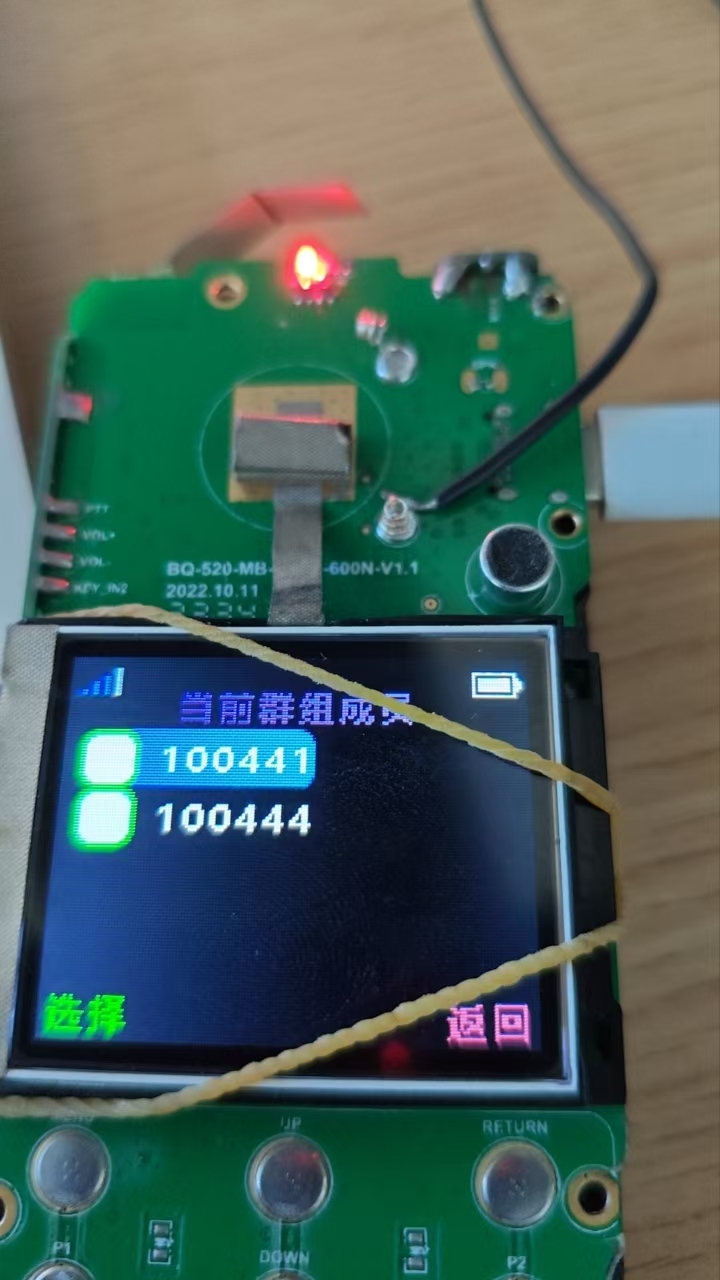 PTT
VOL+
VOL-
KEY_IN2
BQ-520-MB- -600N-V1.1
2022.10.11
当前群组成员
100441
100444
选择 返回
UP RETURN
P1 DOWN P2